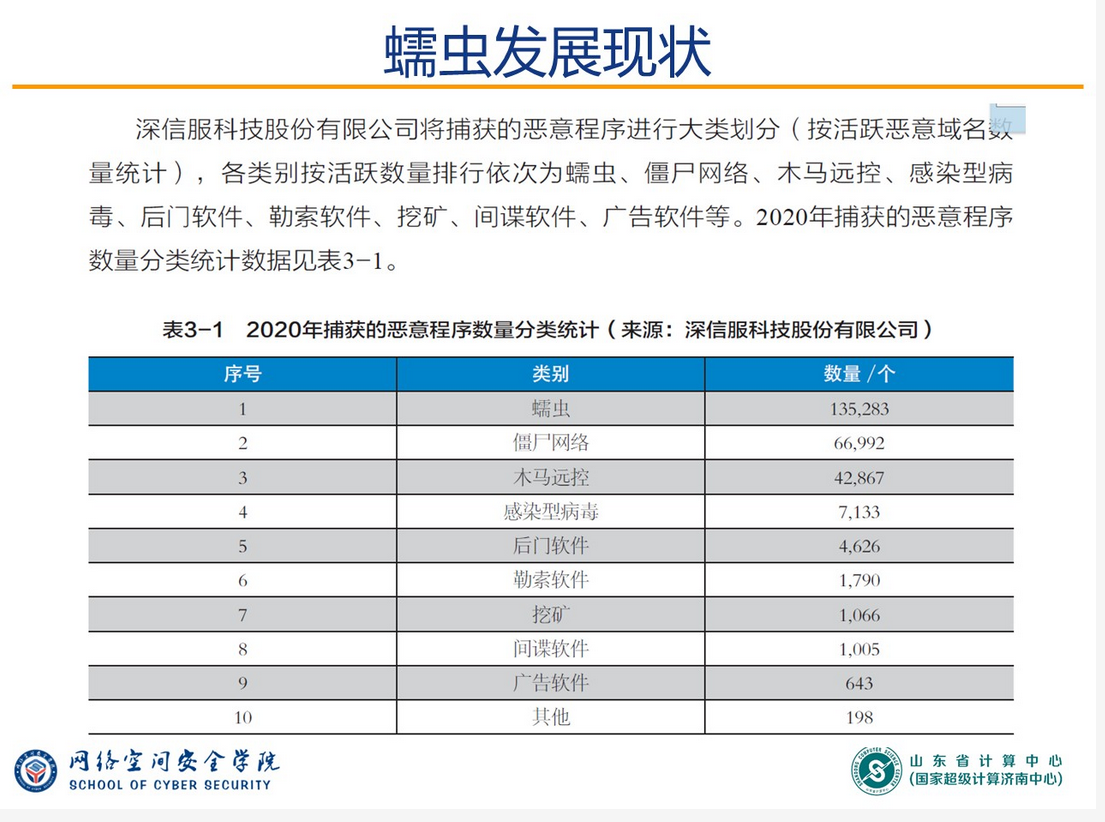 蠕虫发展现状
深信服科技股份有限公司将捕获的恶意程序进行大类划分（按活跃恶意域名数
量统计），各类别按活跃数量排行依次为蠕虫、僵尸网络、木马远控、感染型病
毒、后门软件、勒索软件、挖矿、间谍软件、广告软件等。2020年捕获的恶意程序
数量分类统计数据见表3-1。
表3-1 2020年捕获的恶意程序数量分类统计（来源：深信服科技股份有限公司）
序号 类别 数量/个
1 蠕虫 135,283
2 僵尸网络 66,992
3 木马远控 42,867
4 感染型病毒 7,133
5 后门软件 4,626
6 勒索软件 1,790
7 挖矿 1,066
8 间谍软件 1,005
9 广告软件 643
10 其他 198
网络空间安全学院
SCHOOL OF CYBER SECURITY
山东省计算中心
(国家超级计算济南中心)